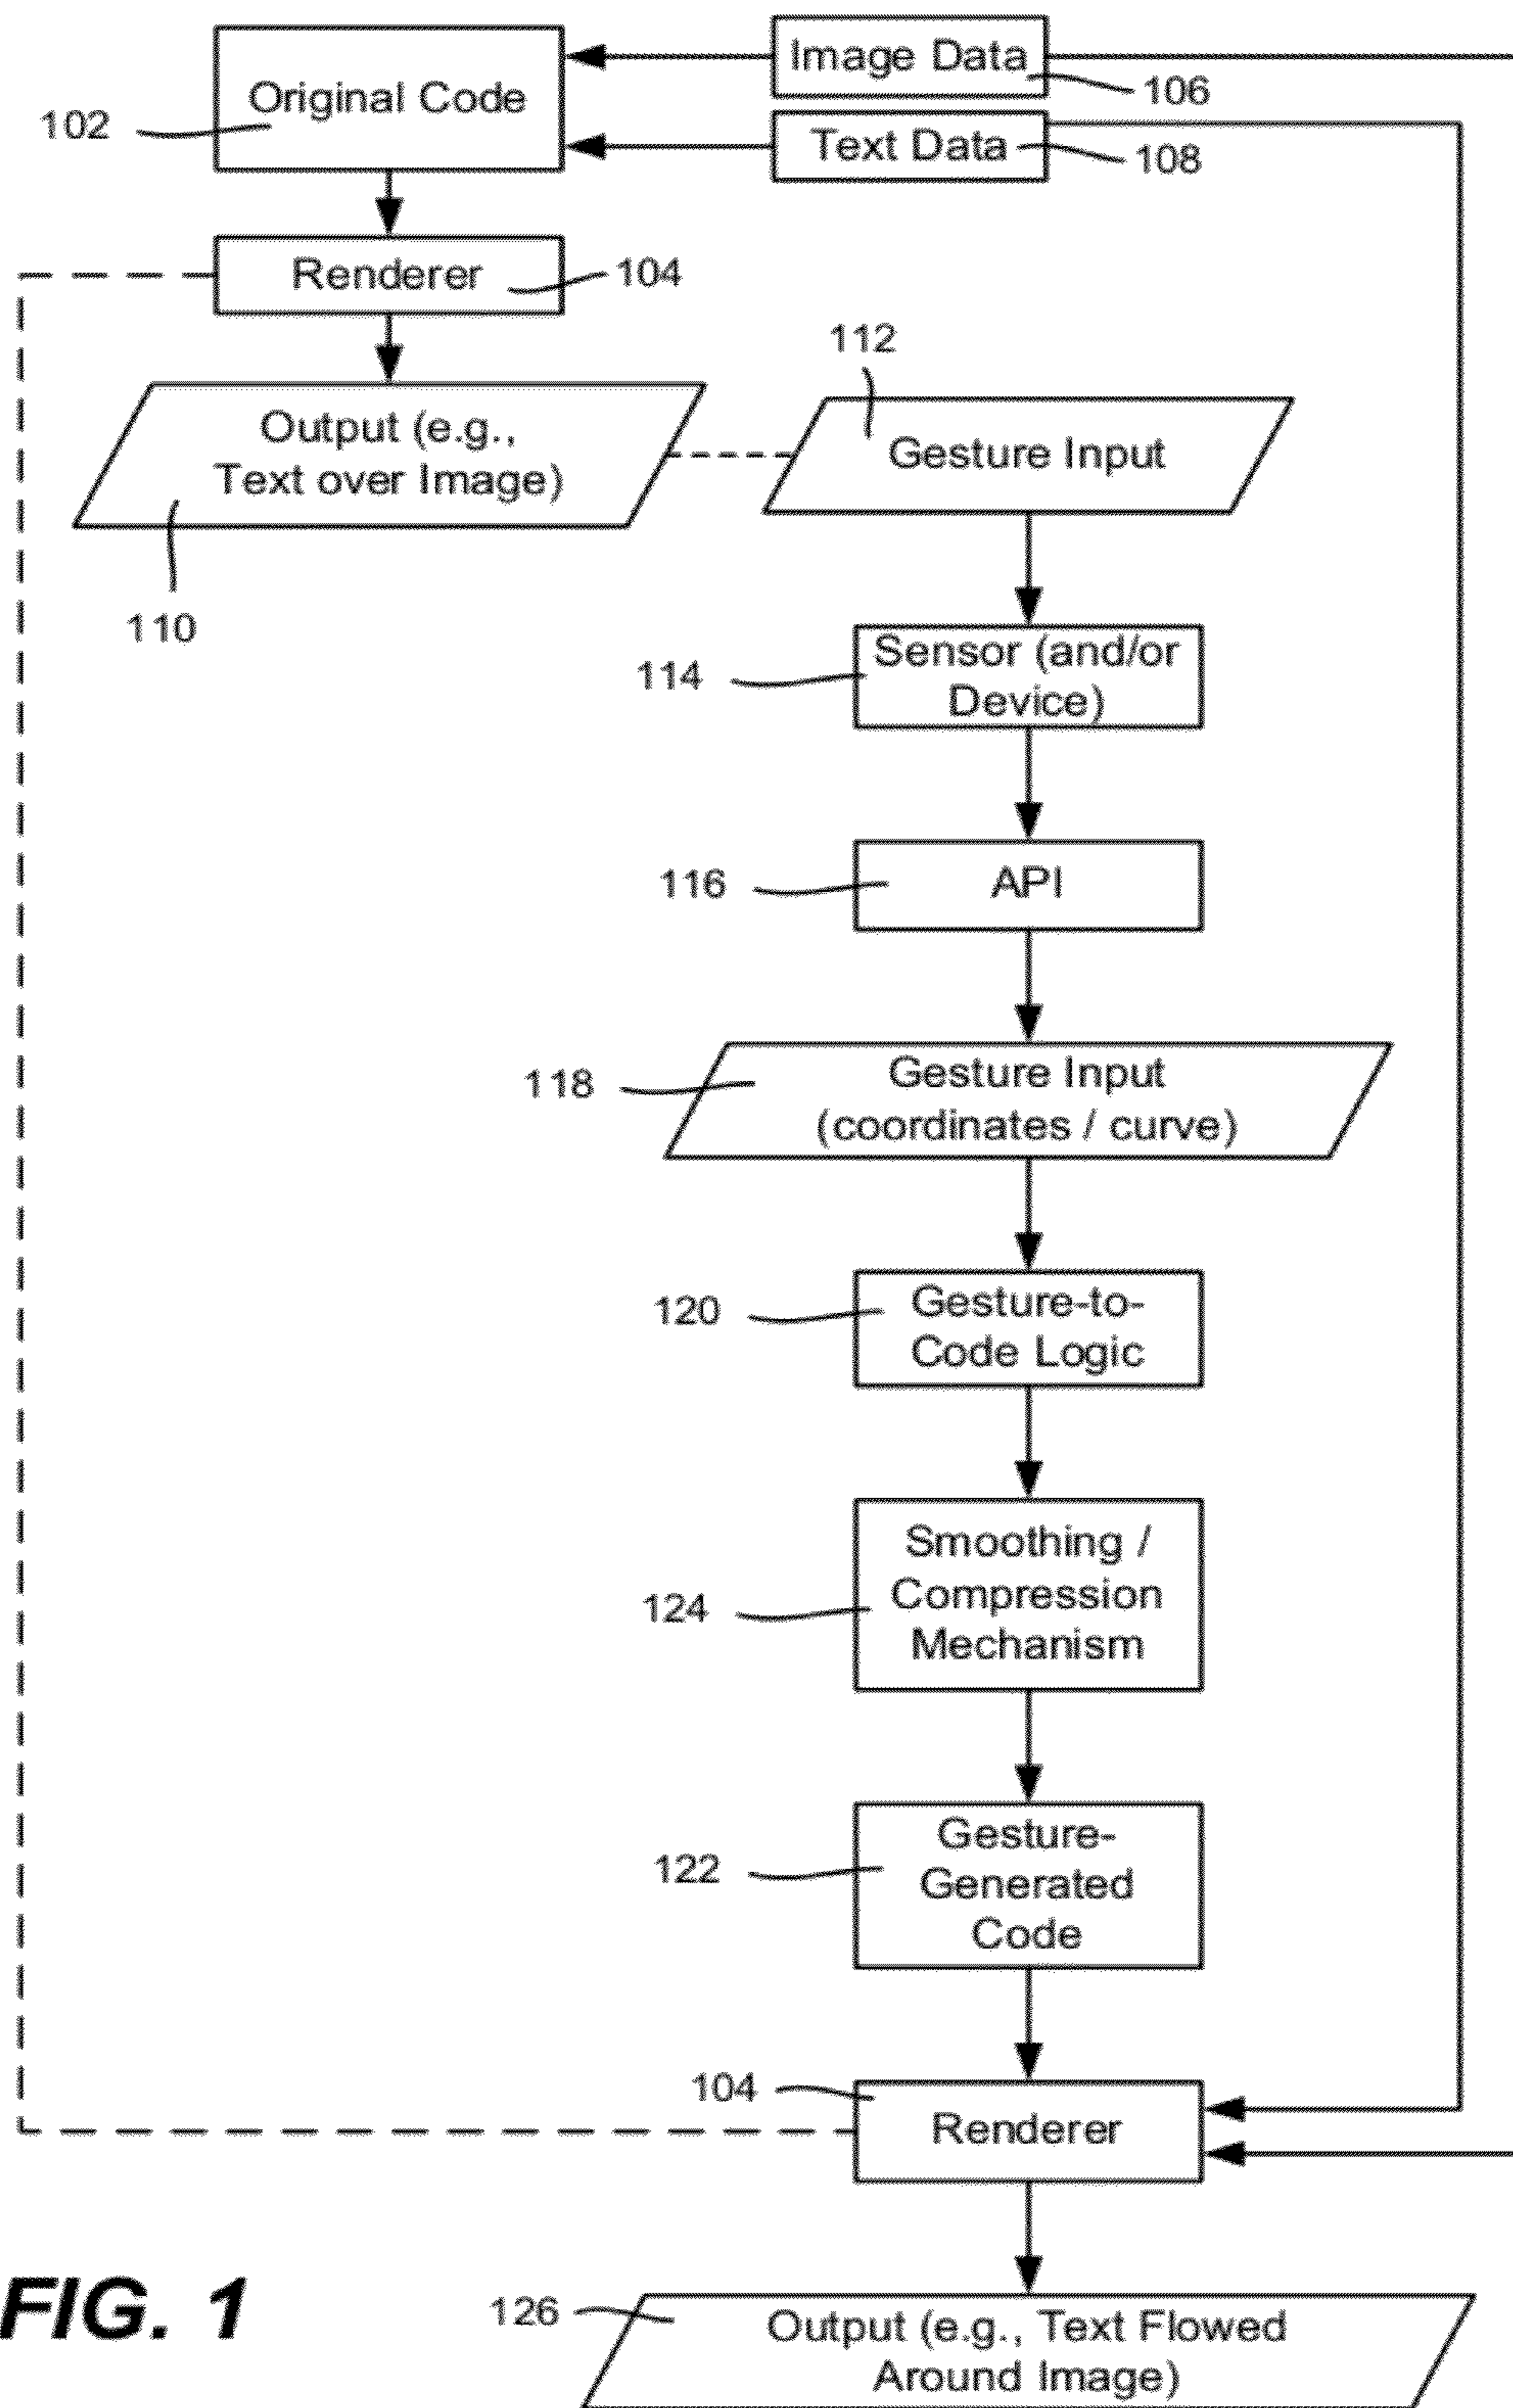 Image Data
106
Original Code
102
Text Data
108
Renderer
104
112
Output (e.g.,
Text over Image)
Gesture Input
110
Sensor (and/or
Device)
114
API
116
Gesture Input
(coordinates / curve)
118
Gesture-to-
Code Logic
120
Smoothing /
Compression
Mechanism
124
Gesture-
Generated
Code
122
104
Renderer
FIG. 1
126
Output (e.g., Text Flowed
Around Image)